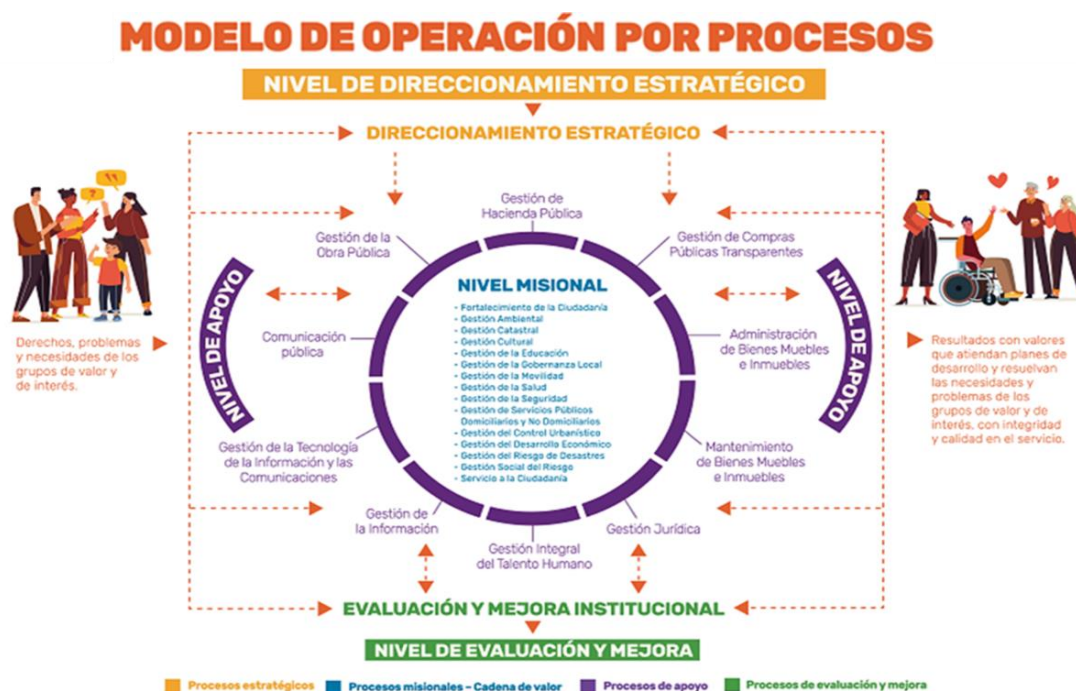 MODELO DE OPERACIÓN POR PROCESOS
NIVEL DE DIRECCIONAMIENTO ESTRATÉGICO
DIRECCIONAMIENTO ESTRATÉGICO
Derechos, problemas
y necesidades de los
grupos de valor y
de interés.
NIVEL DE APOYO
Gestión de
Hacienda Pública
Gestión de la
Obra Pública
Gestión de Compras
Públicas Transparentes
Comunicación
pública
Administración
de Bienes Muebles
e Inmuebles
Gestión de la Tecnología
de la Información y las
Comunicaciones
Mantenimiento
de Bienes Muebles
e Inmuebles
Gestión de
la Información
Gestión Integral
del Talento Humano
Gestión Jurídica
NIVEL MISIONAL
- Fortalecimiento de la Ciudadanía
- Gestión Ambiental
- Gestión Catastral
- Gestión Cultural
- Gestión de la Educación
- Gestión de la Gobernanza Local
- Gestión de la Movilidad
- Gestión de la Salud
- Gestión de la Seguridad
- Gestión de Servicios Públicos
Domiciliarios y No Domiciliarios
- Gestión del Control Urbanístico
- Gestión del Desarrollo Económico
- Gestión del Riesgo de Desastres
- Gestión Social del Riesgo
- Servicio a la Ciudadanía
NIVEL DE APOYO
Resultados con valores
que atiendan planes de
desarrollo y resuelvan
las necesidades y
problemas de los
grupos de valor y de
interés, con integridad
y calidad en el servicio.
EVALUACIÓN Y MEJORA INSTITUCIONAL
NIVEL DE EVALUACIÓN Y MEJORA
Procesos estratégicos
Procesos misionales – Cadena de valor
Procesos de apoyo
Procesos de evaluación y mejora